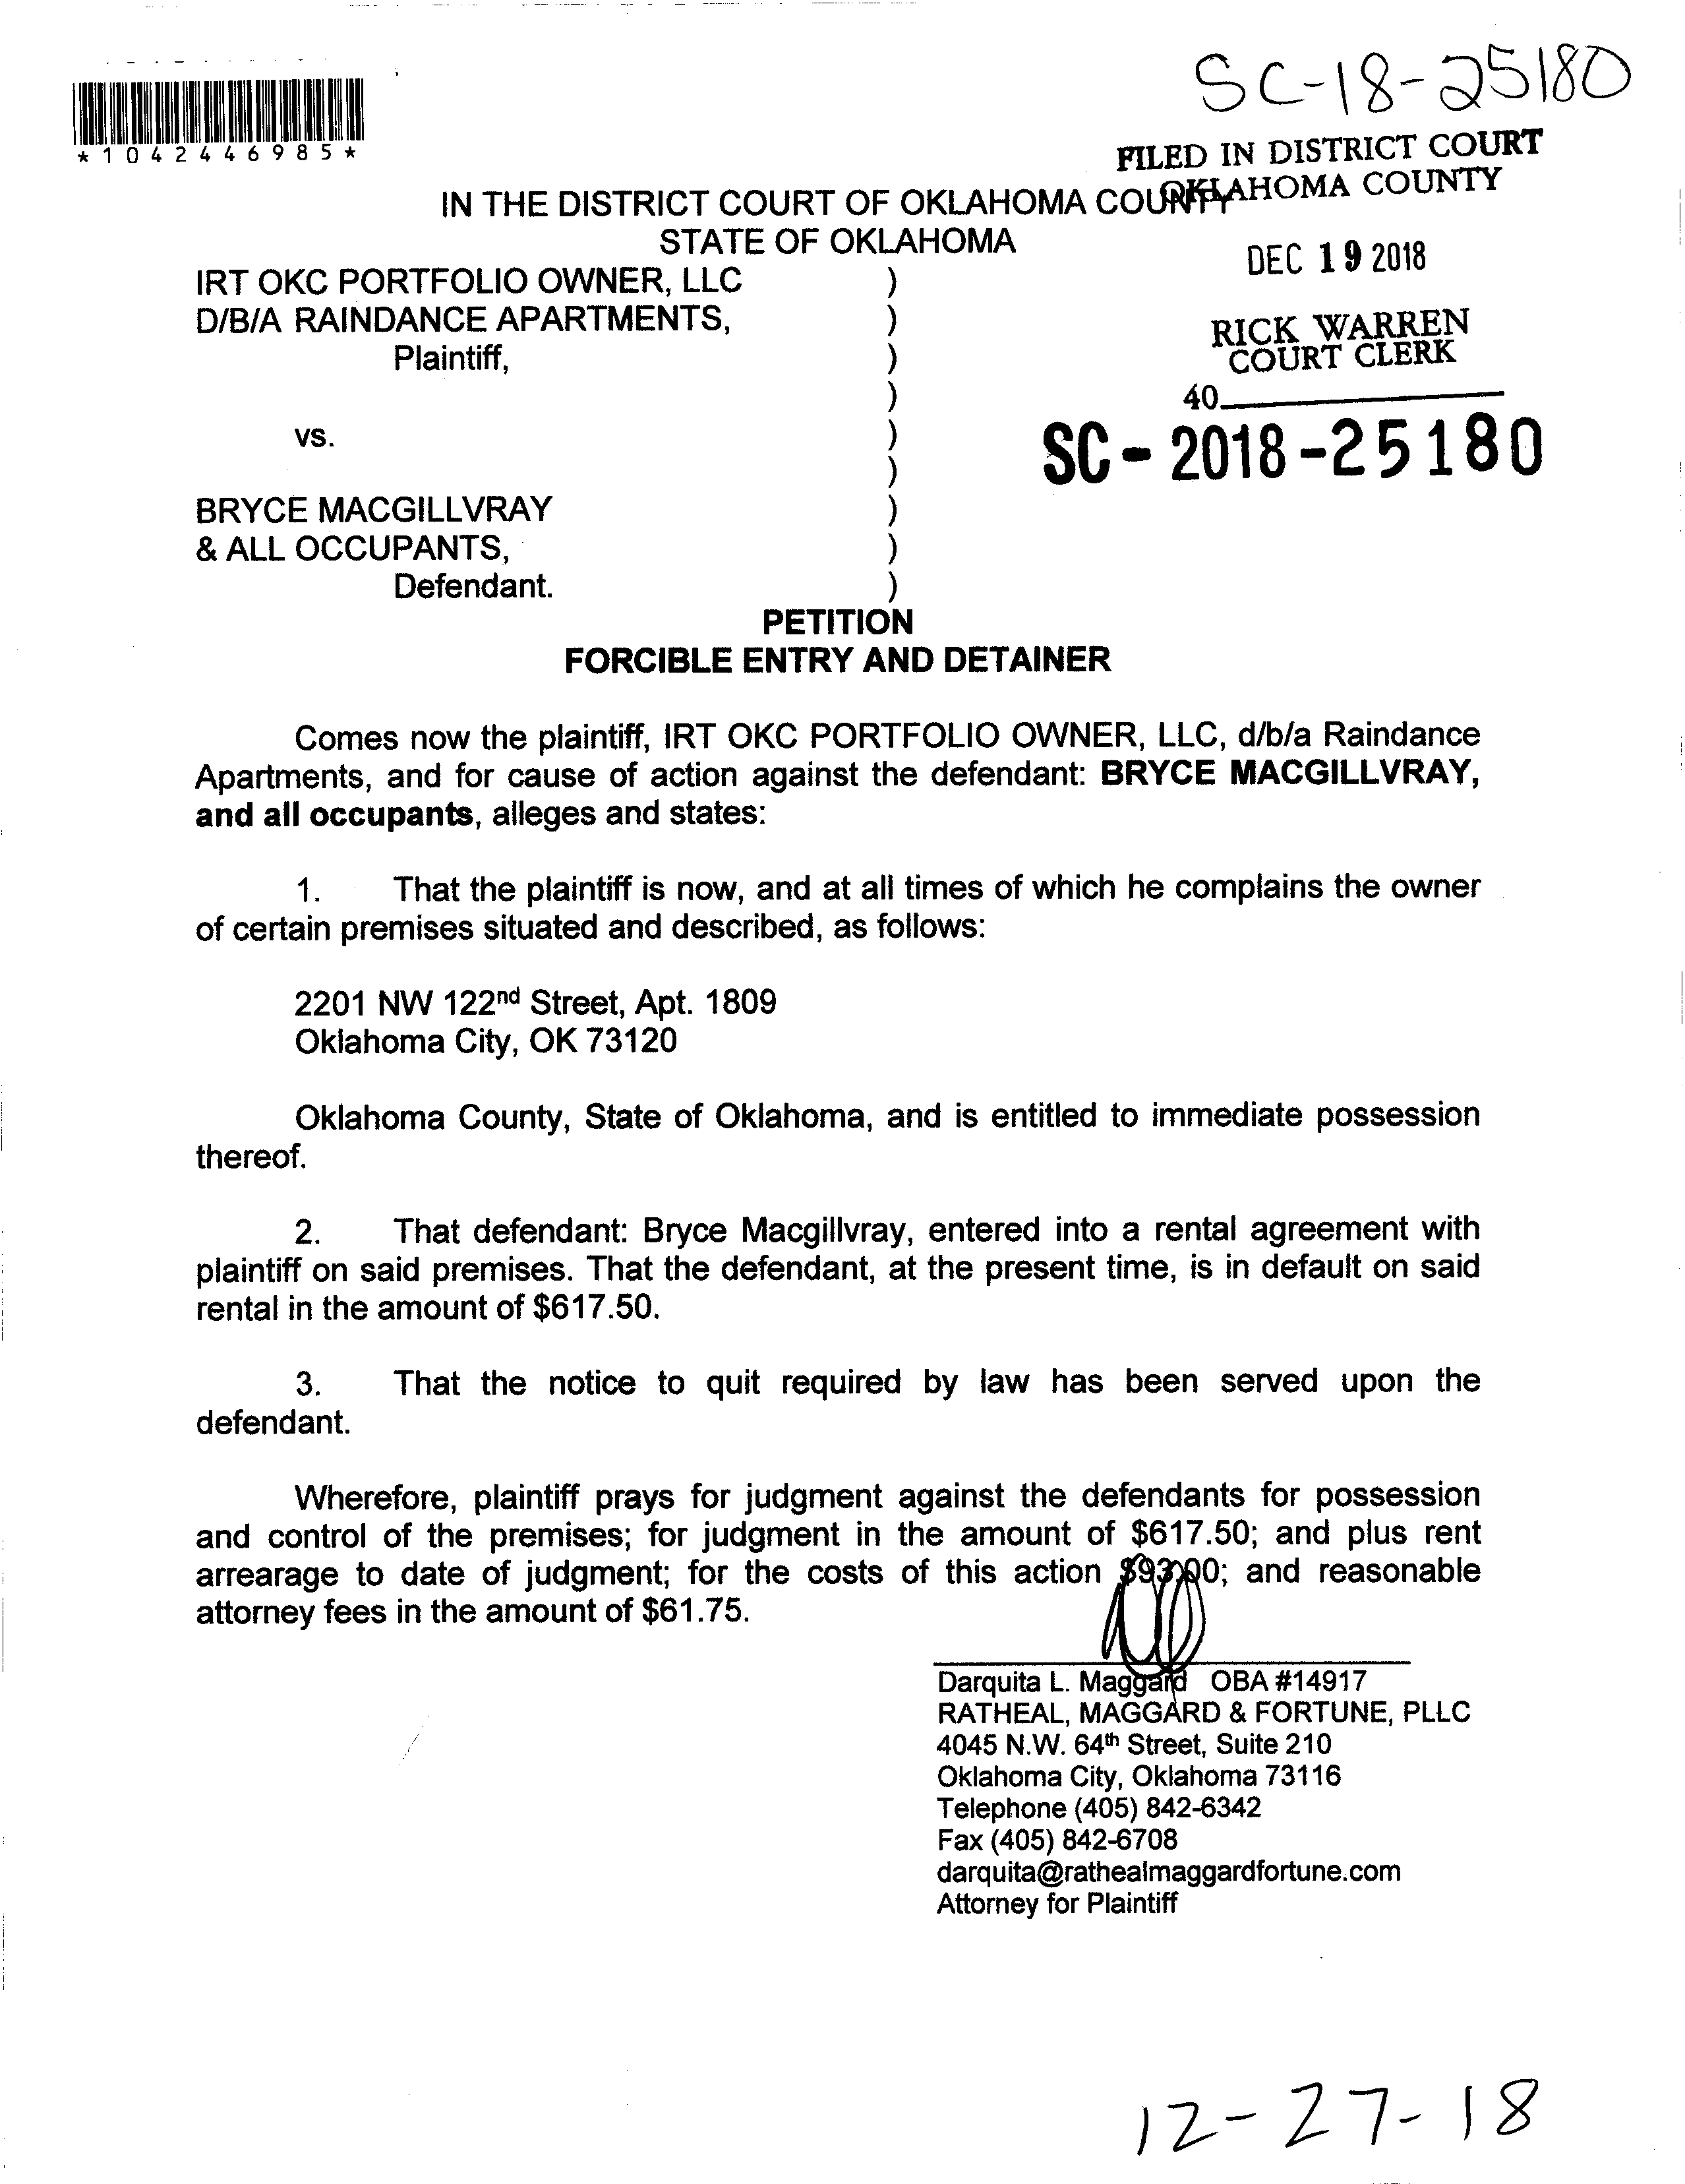 SC-18-25180
*1042446985*
FILED IN DISTRICT COURT
OKLAHOMA COUNTY
IN THE DISTRICT COURT OF OKLAHOMA COUNTY
STATE OF OKLAHOMA
DEC 19 2018
IRT OKC PORTFOLIO OWNER, LLC )
D/B/A RAINDANCE APARTMENTS, )
RICK WARREN
COURT CLERK
Plaintiff, )
)
40
vs. )
SC-2018-25180
)
BRYCE MACGILLVRAY )
& ALL OCCUPANTS, )
Defendant. )
PETITION
FORCIBLE ENTRY AND DETAINER
Comes now the plaintiff, IRT OKC PORTFOLIO OWNER, LLC, d/b/a Raindance
Apartments, and for cause of action against the defendant: BRYCE MACGILLVRAY,
and all occupants, alleges and states:
1. That the plaintiff is now, and at all times of which he complains the owner
of certain premises situated and described, as follows:
2201 NW 122nd Street, Apt. 1809
Oklahoma City, OK 73120
Oklahoma County, State of Oklahoma, and is entitled to immediate possession
thereof.
2. That defendant: Bryce Macgillvray, entered into a rental agreement with
plaintiff on said premises. That the defendant, at the present time, is in default on said
rental in the amount of $617.50.
3. That the notice to quit required by law has been served upon the
defendant.
Wherefore, plaintiff prays for judgment against the defendants for possession
and control of the premises; for judgment in the amount of $617.50; and plus rent
arrearage to date of judgment; for the costs of this action $93.00; and reasonable
attorney fees in the amount of $61.75.
Darquita L. Maggard OBA #14917
RATHEAL, MAGGARD & FORTUNE, PLLC
4045 N.W. 64th Street, Suite 210
Oklahoma City, Oklahoma 73116
Telephone (405) 842-6342
Fax (405) 842-6708
darquita@rathealmaggardfortune.com
Attorney for Plaintiff
12-27-18